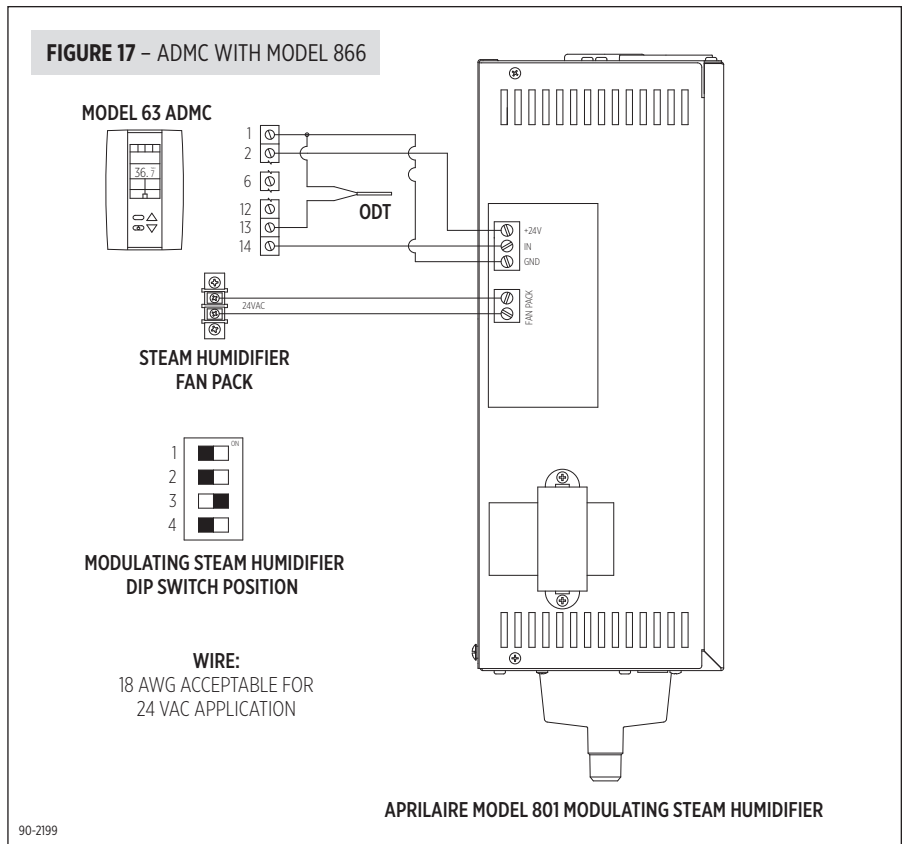 FIGURE 17 – ADMC WITH MODEL 866
MODEL 63 ADMC
36.7
1
2
6
12
13
14
ODT
+24V
IN
GND
FAN PACK
24VAC
STEAM HUMIDIFIER
FAN PACK
ON
1
2
3
4
MODULATING STEAM HUMIDIFIER
DIP SWITCH POSITION
WIRE:
18 AWG ACCEPTABLE FOR
24 VAC APPLICATION
APRILAIRE MODEL 801 MODULATING STEAM HUMIDIFIER
90-2199